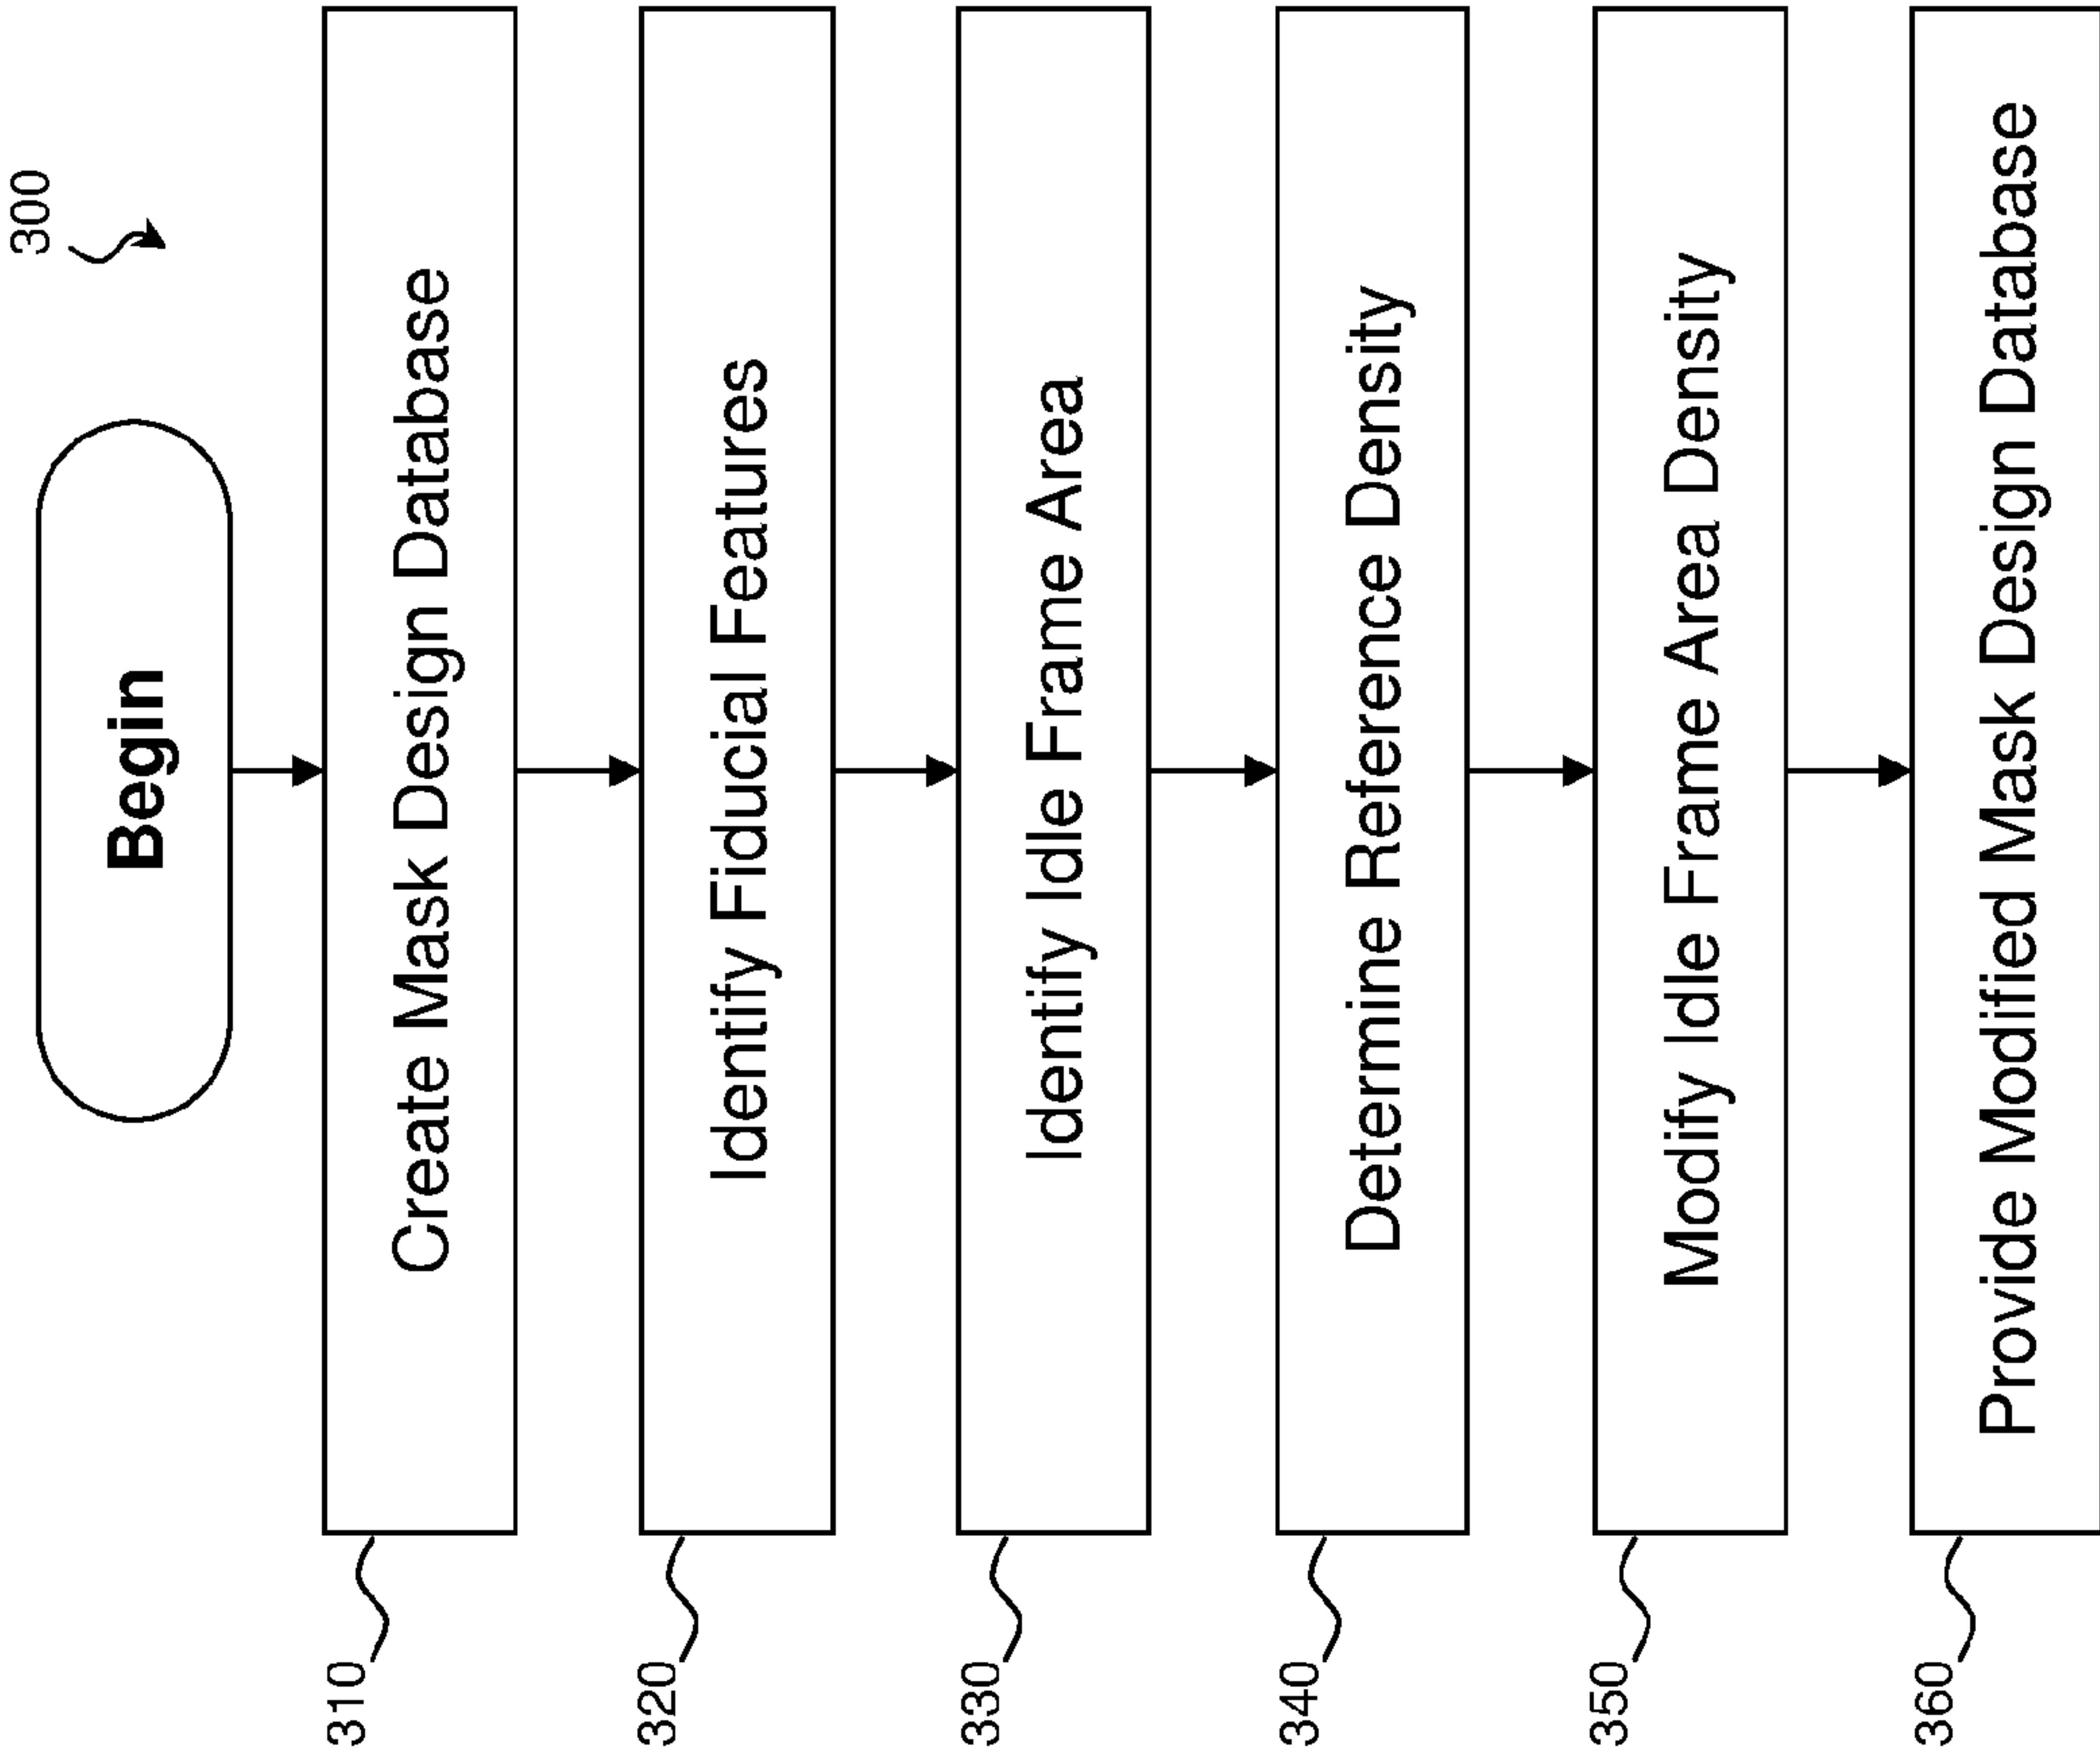 300
Begin
310
Create Mask Design Database
320
Identify Fiducial Features
330
Identify Idle Frame Area
340
Determine Reference Density
350
Modify Idle Frame Area Density
360
Provide Modified Mask Design Database